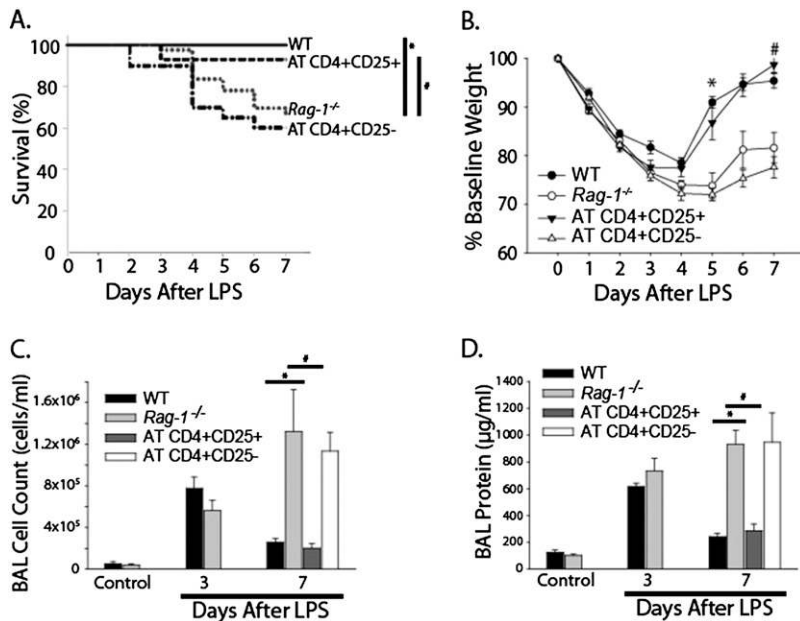 A.
Survival (%)
100
80
60
40
20
0
0 1 2 3 4 5 6 7
Days After LPS
WT
AT CD4+CD25+
Rag-1-/-
AT CD4+CD25-
*
#
B.
% Baseline Weight
100
90
80
70
60
* #
WT
Rag-1-/-
AT CD4+CD25+
AT CD4+CD25-
0 1 2 3 4 5 6 7
Days After LPS
C.
BAL Cell Count (cells/ml)
1.6x10⁶
1.2x10⁶
8x10⁵
4x10⁵
0
WT
Rag-1-/-
AT CD4+CD25+
AT CD4+CD25-
#
*
Control 3 7
Days After LPS
D.
BAL Protein (µg/ml)
1400
1200
1000
800
600
400
200
0
WT
Rag-1-/-
AT CD4+CD25+
AT CD4+CD25-
#
*
Control 3 7
Days After LPS